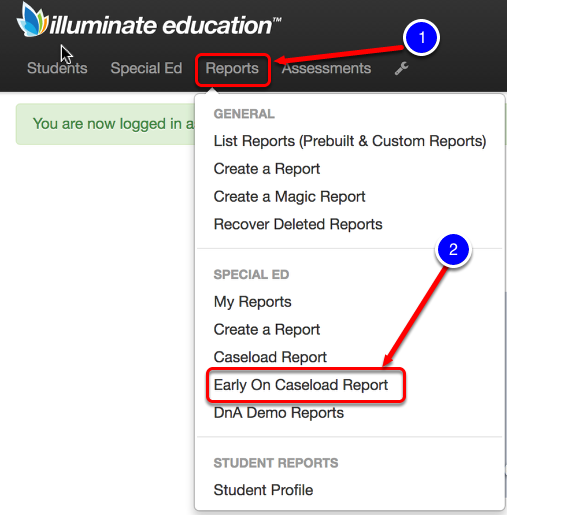 illuminate education™
1
Students Special Ed Reports Assessments
You are now logged in a
GENERAL
List Reports (Prebuilt & Custom Reports)
Create a Report
Create a Magic Report
Recover Deleted Reports
2
SPECIAL ED
My Reports
Create a Report
Caseload Report
Early On Caseload Report
DnA Demo Reports
STUDENT REPORTS
Student Profile